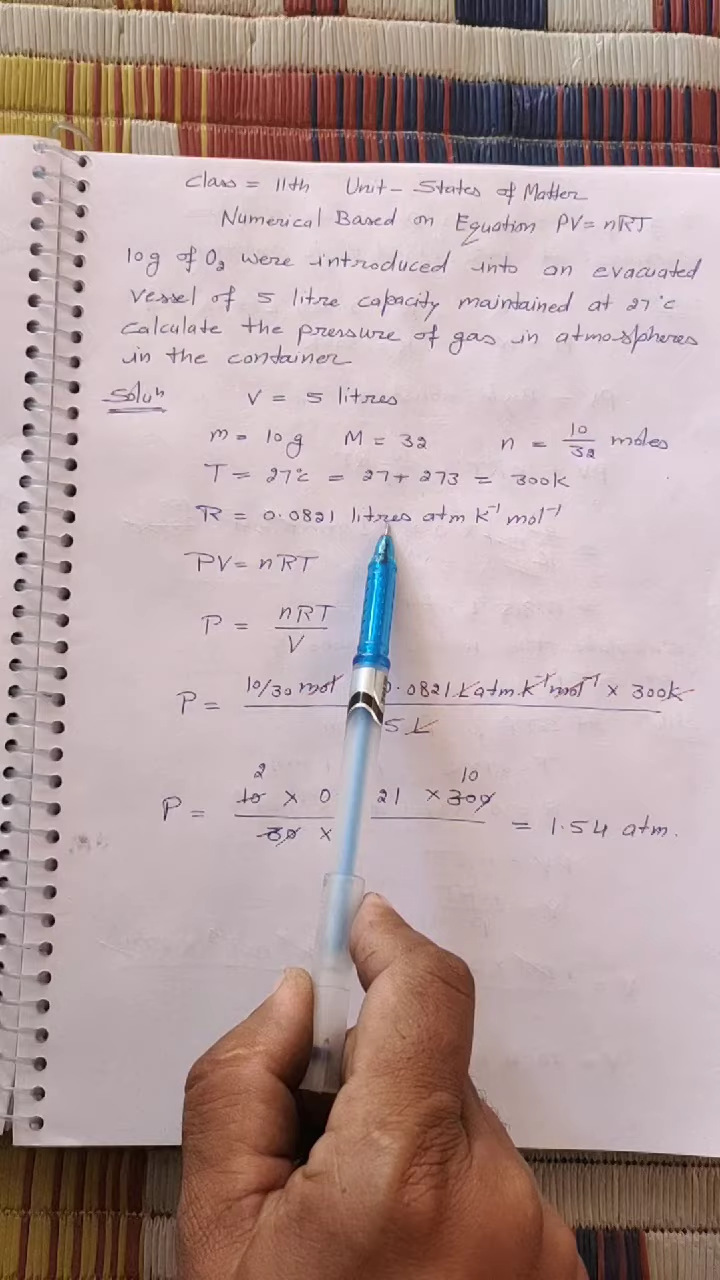 Class = 11th Unit - States of Matter
Numerical Based on Equation PV = nRT
10g of O2 were introduced into an evacuated
vessel of 5 litre capacity maintained at 27°c
calculate the pressure of gas in atmospheres
in the container
Solun V = 5 litres
m = 10g M = 32 n = 10/32 moles
T = 27°c = 27 + 273 = 300k
R = 0.0821 litres atm k⁻¹ mol⁻¹
PV = nRT
P = nRT/V
P = 10/30 mol 0.0821 L atm k⁻¹ mol⁻¹ × 300k / 5 L
2 10
P = 10 × 0 21 × 300 / 30 × = 1.54 atm.